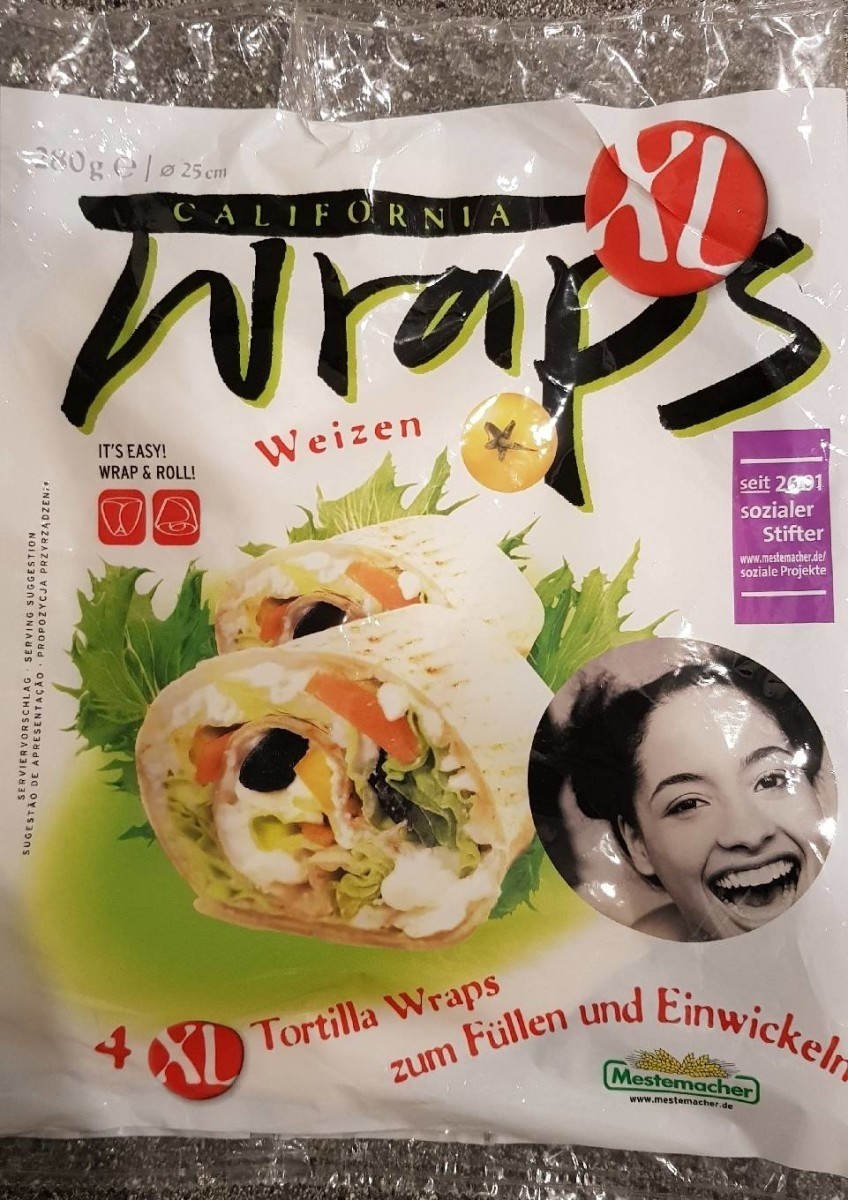 280g ℮ | ⌀ 25 cm
XL
CALIFORNIA
Wraps
Weizen
IT'S EASY!
WRAP & ROLL!
seit
sozialer
Stifter
www.mestemacher.de/
soziale Projekte
SERVIERVORSCHLAG · SERVING SUGGESTION
SUGESTÃO DE APRESENTAÇÃO · PROPOZYCJA PRZYRZĄDZENIA
4 XL Tortilla Wraps
zum Füllen und Einwickeln
Mestemacher
www.mestemacher.de